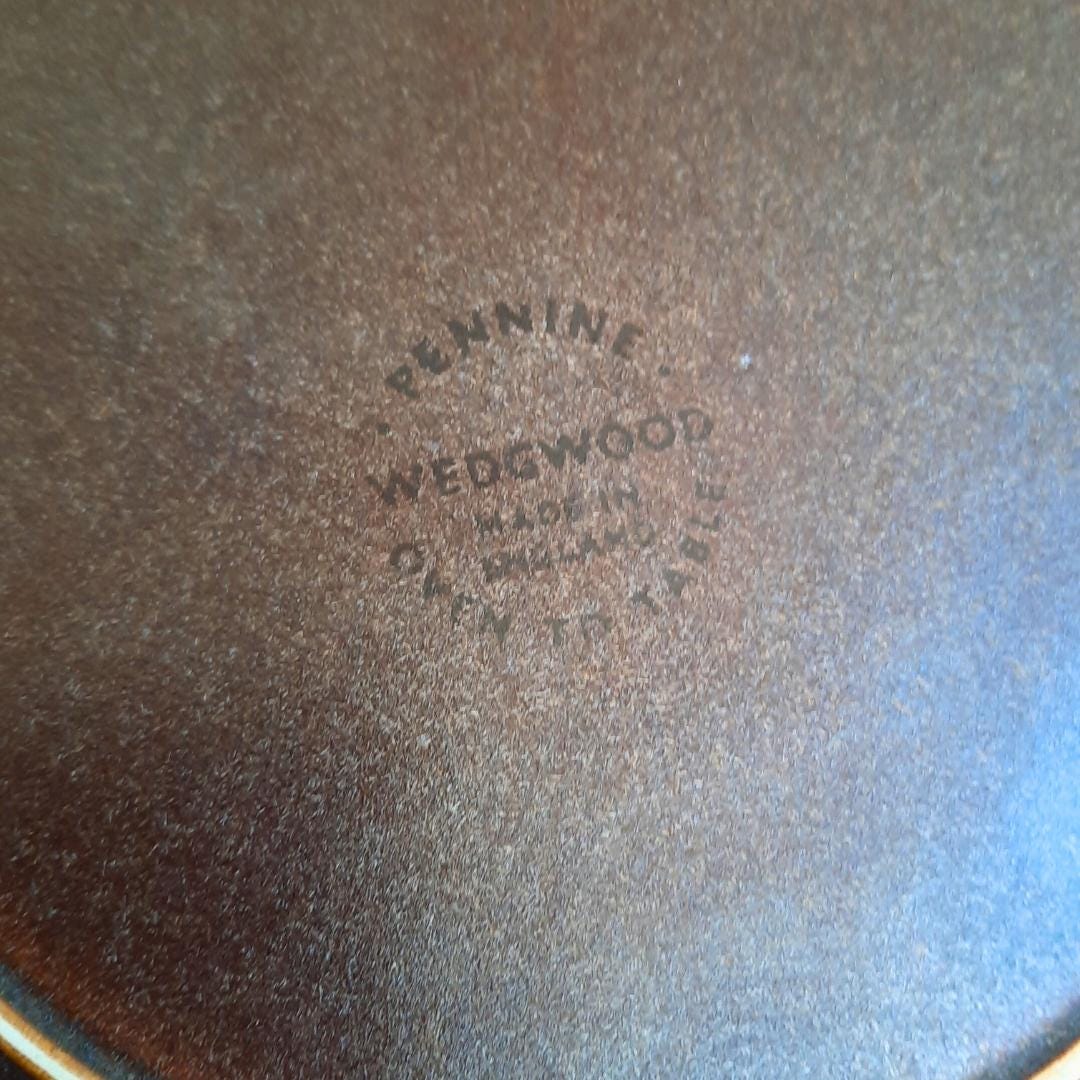 · PENNINE ·
WEDGWOOD
MADE IN
ENGLAND
OVEN TO TABLE